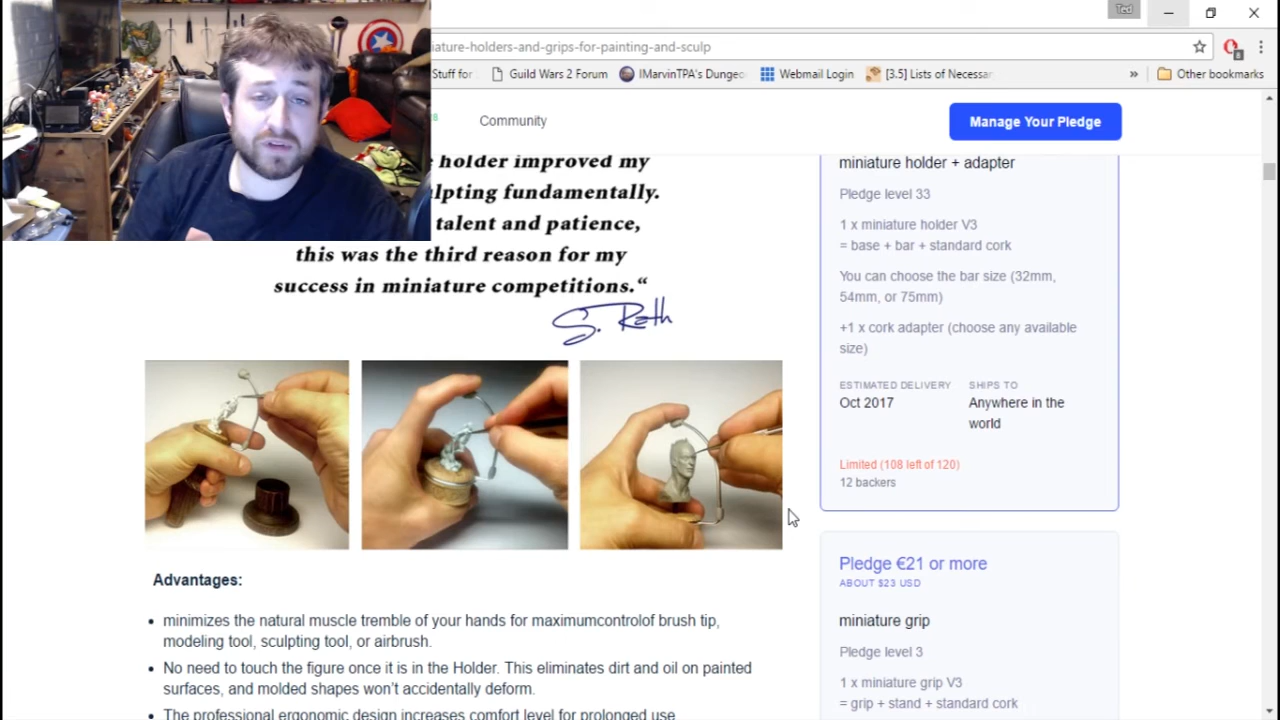 Ted
ature-holders-and-grips-for-painting-and-sculp
Stuff for
Guild Wars 2 Forum
IMarvinTPA's Dunge
Webmail Login
[3.5] Lists of Necessar
»
Other bookmarks
8
Community
Manage Your Pledge
holder improved my
lpting fundamentally.
talent and patience,
this was the third reason for my
success in miniature competitions.“
S. Rath
Advantages:
• minimizes the natural muscle tremble of your hands for maximumcontrolof brush tip,
modeling tool, sculpting tool, or airbrush.
• No need to touch the figure once it is in the Holder. This eliminates dirt and oil on painted
surfaces, and molded shapes won’t accidentally deform.
• The professional ergonomic design increases comfort level for prolonged use
miniature holder + adapter
Pledge level 33
1 x miniature holder V3
= base + bar + standard cork
You can choose the bar size (32mm,
54mm, or 75mm)
+1 x cork adapter (choose any available
size)
ESTIMATED DELIVERY
Oct 2017
SHIPS TO
Anywhere in the
world
Limited (108 left of 120)
12 backers
Pledge €21 or more
ABOUT $23 USD
miniature grip
Pledge level 3
1 x miniature grip V3
= grip + stand + standard cork